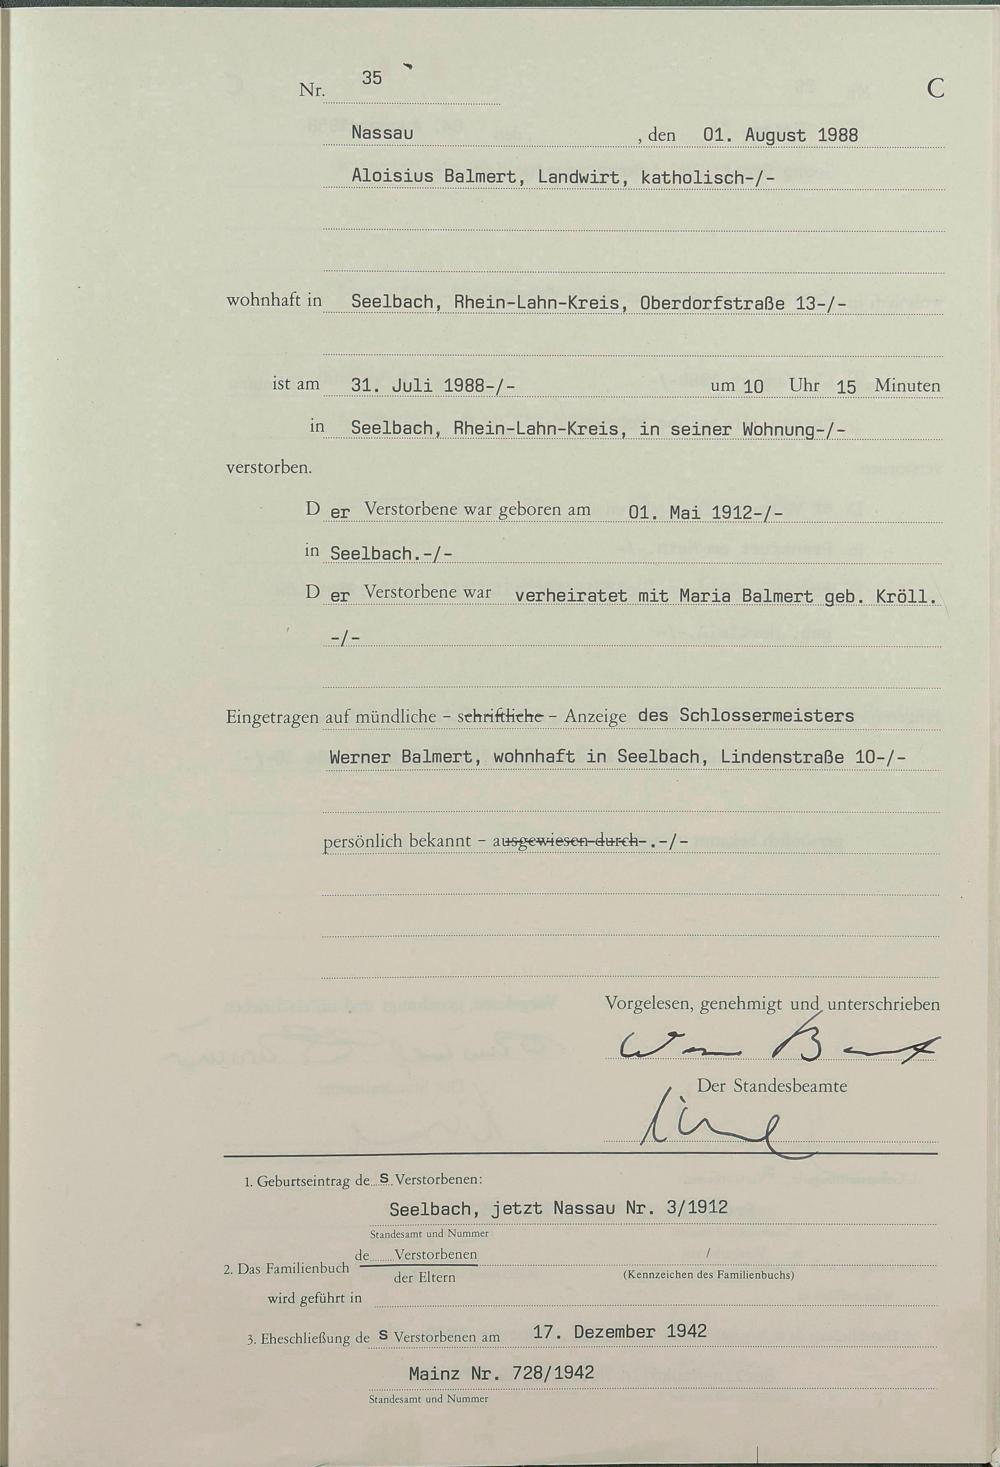 Nr. 35
C
Nassau , den 01. August 1988
Aloisius Balmert, Landwirt, katholisch-/-
wohnhaft in Seelbach, Rhein-Lahn-Kreis, Oberdorfstraße 13-/-
ist am 31. Juli 1988-/- um 10 Uhr 15 Minuten
in Seelbach, Rhein-Lahn-Kreis, in seiner Wohnung-/-
verstorben.
D er Verstorbene war geboren am 01. Mai 1912-/-
in Seelbach.-/-
D er Verstorbene war verheiratet mit Maria Balmert geb. Kröll.
-/-
Eingetragen auf mündliche - schriftliche - Anzeige des Schlossermeisters
Werner Balmert, wohnhaft in Seelbach, Lindenstraße 10-/-
persönlich bekannt - ausgewiesen durch-.-/-
Vorgelesen, genehmigt und unterschrieben
Der Standesbeamte
1. Geburtseintrag de s Verstorbenen:
Seelbach, jetzt Nassau Nr. 3/1912
Standesamt und Nummer
2. Das Familienbuch de Verstorbenen /
der Eltern (Kennzeichen des Familienbuchs)
wird geführt in
3. Eheschließung de s Verstorbenen am 17. Dezember 1942
Mainz Nr. 728/1942
Standesamt und Nummer